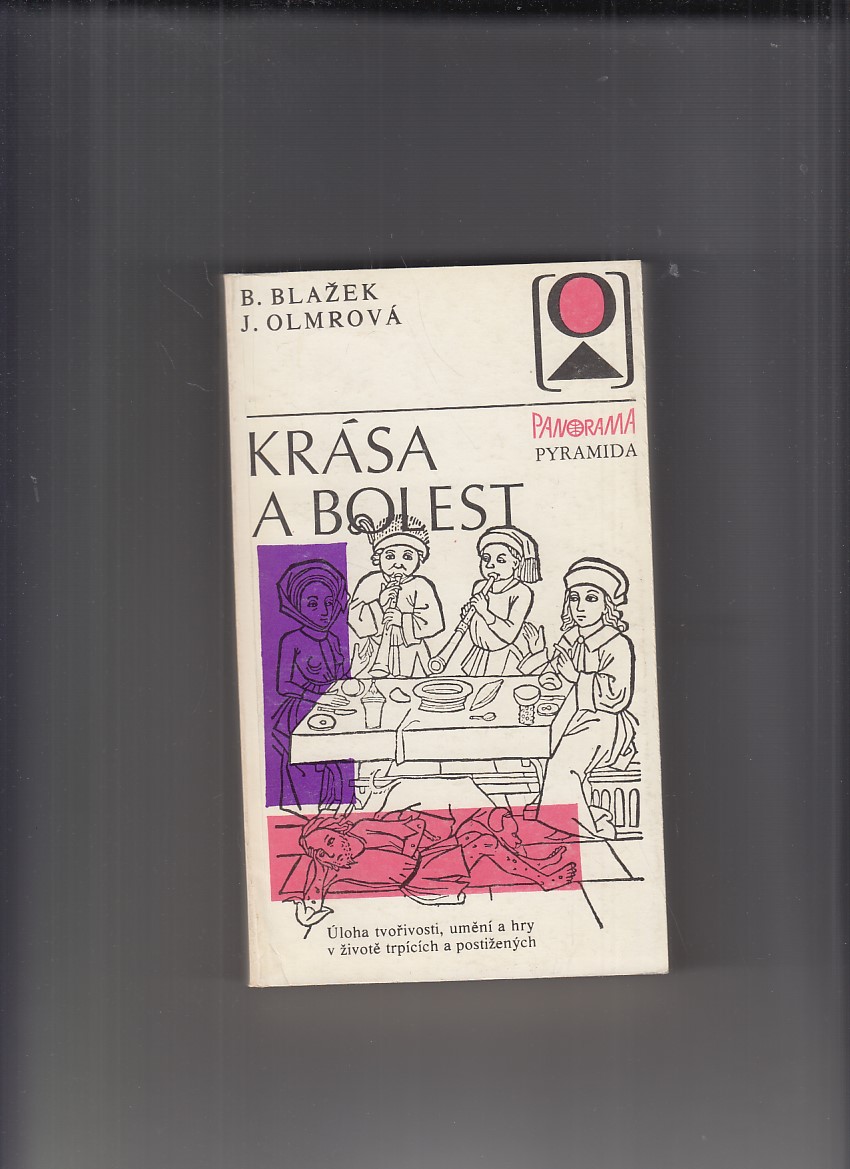 B. BLAŽEK
J. OLMROVÁ
PANORAMA
PYRAMIDA
KRÁSA
A BOLEST
Úloha tvořivosti, umění a hry
v životě trpících a postižených